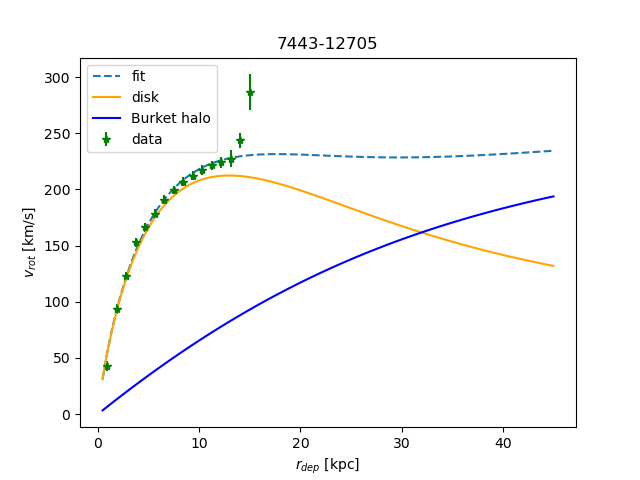 7443-12705
fit
disk
Burket halo
data
300
250
200
150
100
50
0
v_rot [km/s]
0 10 20 30 40
r_dep [kpc]